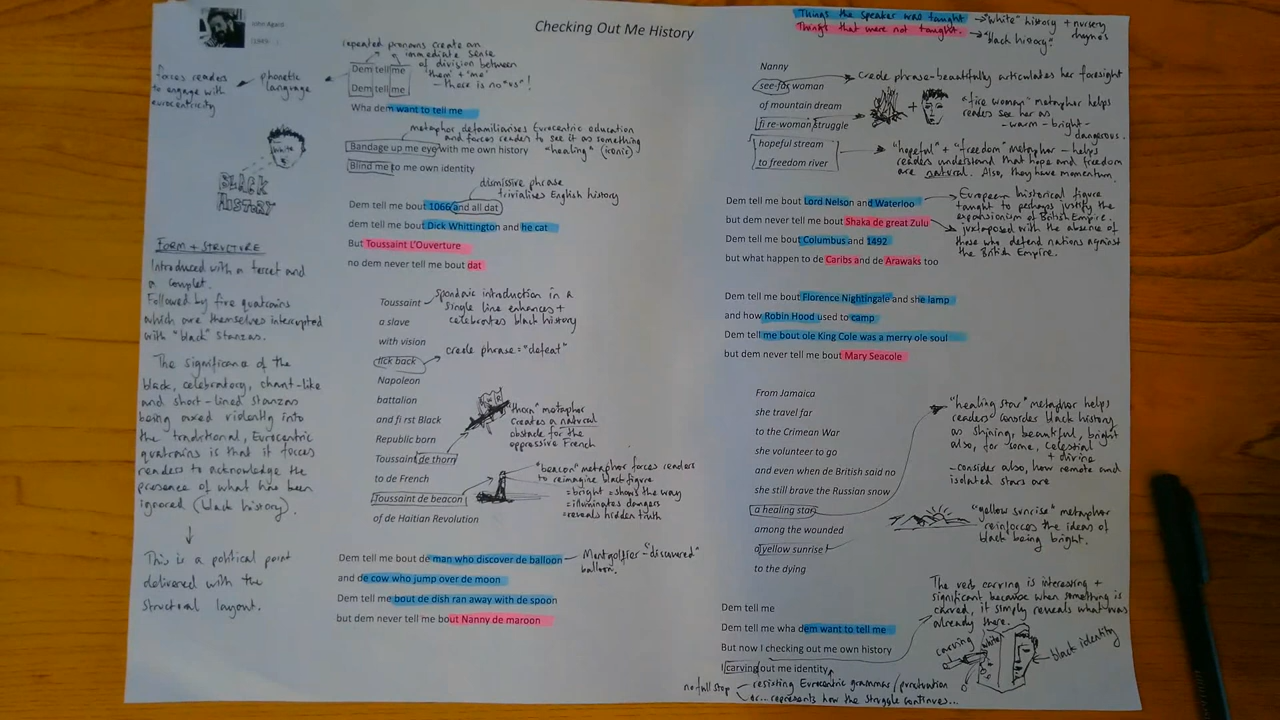 John Agard
Checking Out Me History
Things the speaker was taught → "white" history + nursery rhymes
Things that were not taught. → "black history".
repeated pronouns create an
immediate sense
of division between
"them" + "me"
- there is no "us"!
forces readers
to engage with
eurocentricity
phonetic
language
Dem tell me
Dem tell me
Wha dem want to tell me
metaphor defamiliarises Eurocentric education
and forces reader to see it as something
"healing" (ironic)
Bandage up me eye with me own history
Blind me to me own identity
white
BLACK
HISTORY
dismissive phrase
trivialises English history
Dem tell me bout 1066 and all dat
dem tell me bout Dick Whittington and he cat
But Toussaint L'Ouverture
no dem never tell me bout dat
FORM + STRUCTURE
Introduced with a tercet and
a couplet.
Followed by five quatrains
which are themselves interrupted
with "black" stanzas.
The significance of the
black, celebratory, chant-like
and short-lined stanzas
being axed violently into
the traditional, Eurocentric
quatrains is that it forces
readers to acknowledge the
presence of what has been
ignored (black history).
↓
This is a political point
delivered with the
structural layout.
Toussaint
spondaic introduction in a
single line enhances +
celebrates black history
a slave
with vision
lick back
creole phrase = "defeat"
Napoleon
battalion
and first Black
Republic born
Toussaint de thorn
"thorn" metaphor
creates a natural
obstacle for the
oppressive French
to de French
Toussaint de beacon
"beacon" metaphor forces readers
to reimagine black figure
= bright = shows the way
= illuminates dangers
= reveals hidden truth
of de Haitian Revolution
Dem tell me bout de man who discover de balloon
Montgolfier - "discovered"
balloon.
and de cow who jump over de moon
Dem tell me bout de dish ran away with de spoon
but dem never tell me bout Nanny de maroon
Nanny
see-far woman
creole phrase - beautifully articulates her foresight
of mountain dream
fire-woman struggle
"fire woman" metaphor helps
readers see her as
- warm - bright -
dangerous.
hopeful stream
to freedom river
"hopeful" + "freedom" metaphor - helps
readers understand that hope and freedom
are natural. Also, they have momentum.
Dem tell me bout Lord Nelson and Waterloo
but dem never tell me bout Shaka de great Zulu
Dem tell me bout Columbus and 1492
but what happen to de Caribs and de Arawaks too
European historical figure
taught to perhaps justify the
expansionism of British Empire.
juxtaposed with the absence of
those who defend nations against
the British Empire.
Dem tell me bout Florence Nightingale and she lamp
and how Robin Hood used to camp
Dem tell me bout ole King Cole was a merry ole soul
but dem never tell me bout Mary Seacole
From Jamaica
she travel far
to the Crimean War
she volunteer to go
and even when de British said no
she still brave the Russian snow
a healing star
among the wounded
a yellow sunrise
to the dying
"healing star" metaphor helps
readers consider black history
as shining, beautiful, bright
also, for some, celestial
+ divine
- consider also, how remote and
isolated stars are
"yellow sunrise" metaphor
reinforces the ideas of
black being bright.
Dem tell me
Dem tell me wha dem want to tell me
But now I checking out me own history
I carving out me identity
The verb carving is interesting +
significant because when something is
carved, it simply reveals what was
already there.
carving
white
black identity
no full stop
resisting Eurocentric grammar/punctuation
or... represents how the struggle continues...